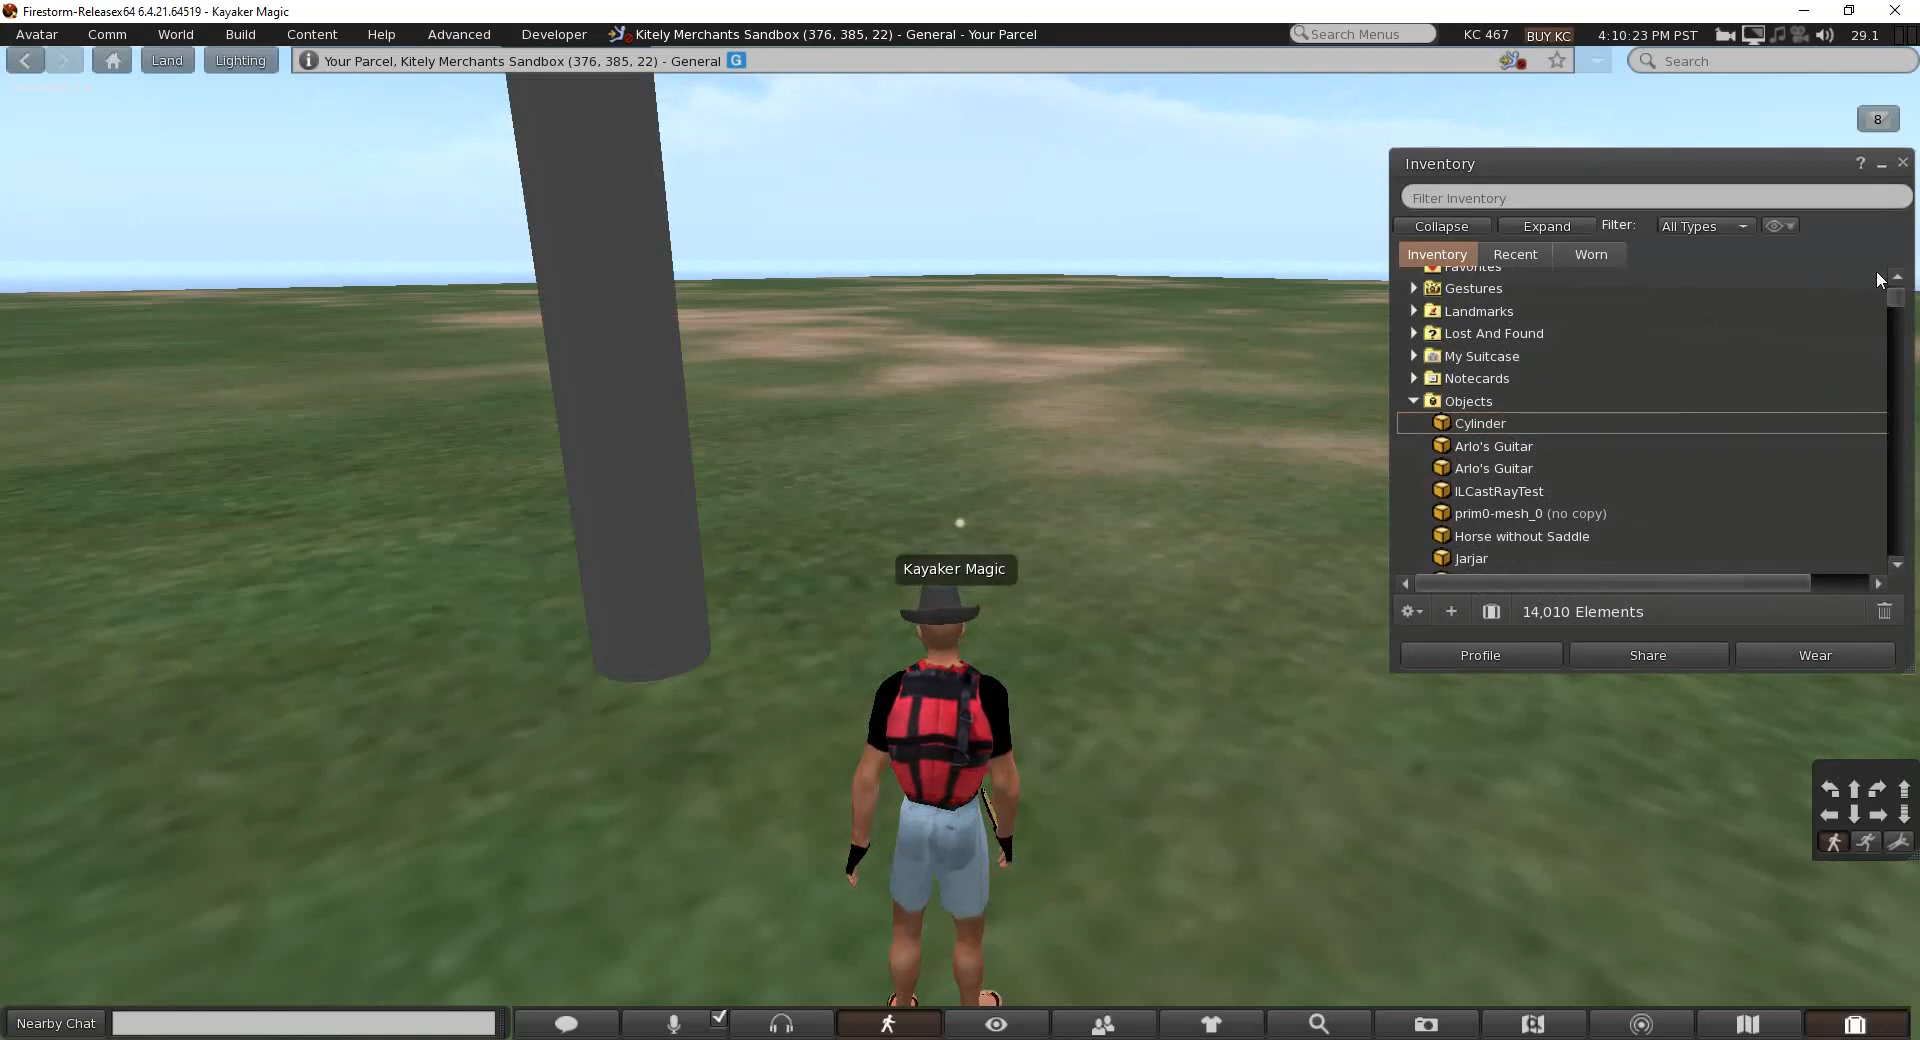 Firestorm-Releasex64 6.4.21.64519 - Kayaker Magic
Avatar Comm World Build Content Help Advanced Developer Kitely Merchants Sandbox (376, 385, 22) - General - Your Parcel Search Menus KC 467 BUY KC 4:10:23 PM PST 29.1
Land Lighting Your Parcel, Kitely Merchants Sandbox (376, 385, 22) - General G Search
8
Inventory ?
Filter Inventory
Collapse Expand Filter: All Types
Inventory Recent Worn
Favorites
Gestures
Landmarks
Lost And Found
My Suitcase
Notecards
Objects
Cylinder
Arlo's Guitar
Arlo's Guitar
ILCastRayTest
prim0-mesh_0 (no copy)
Horse without Saddle
Jarjar
14,010 Elements
Profile Share Wear
Kayaker Magic
Nearby Chat